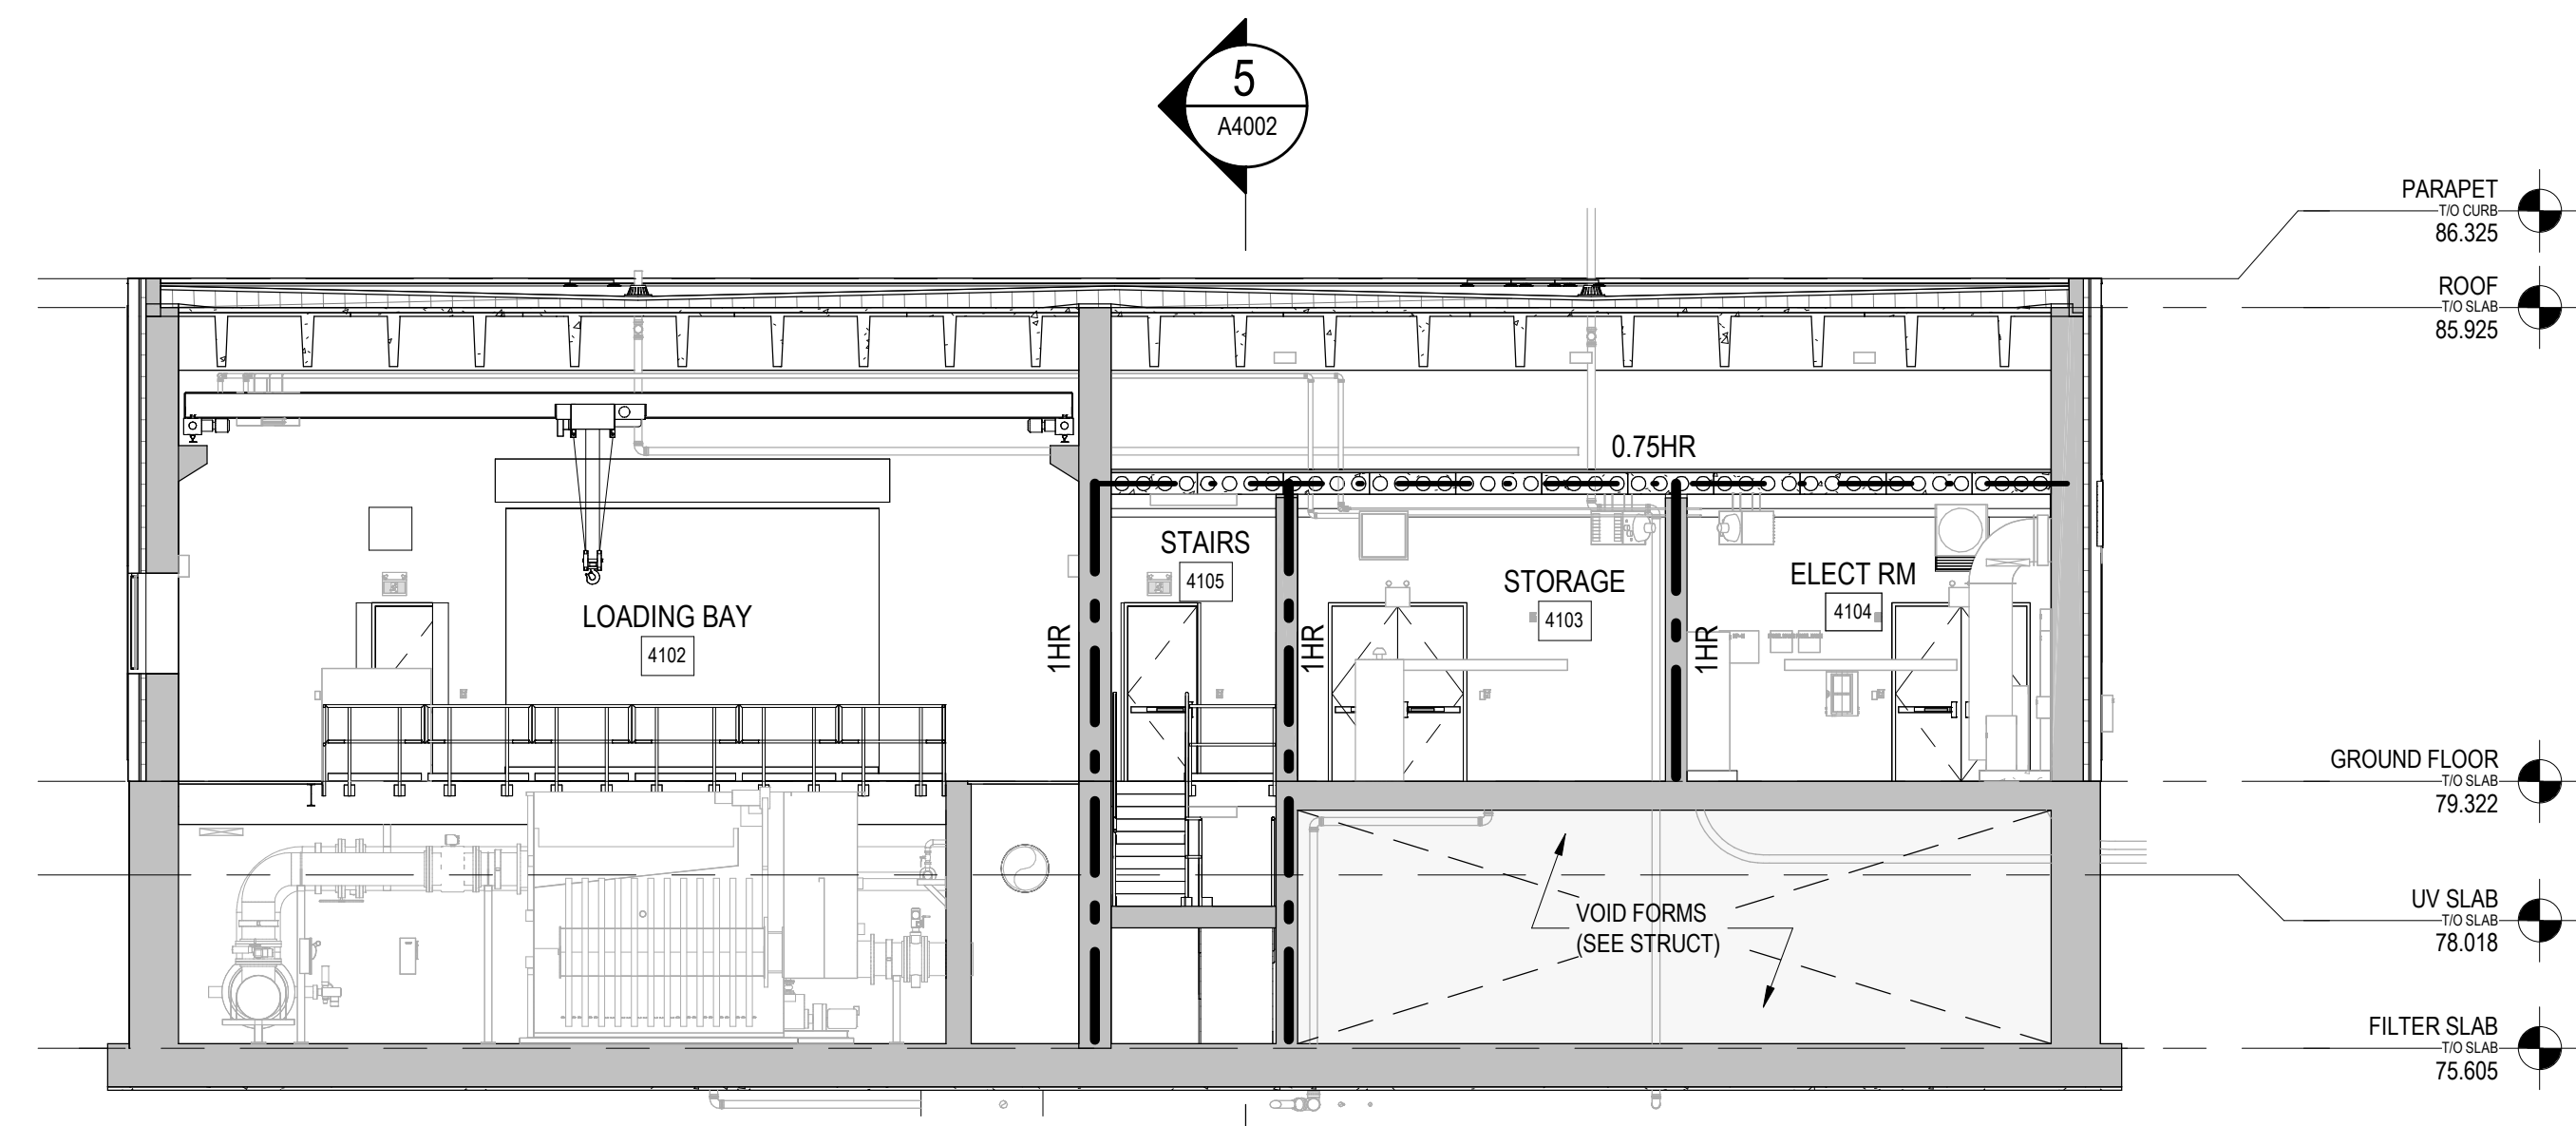 5
A4002
PARAPET
T/O CURB
86.325
ROOF
T/O SLAB
85.925
0.75HR
STAIRS
4105
STORAGE
4103
ELECT RM
4104
LOADING BAY
4102
1HR
1HR
1HR
GROUND FLOOR
T/O SLAB
79.322
VOID FORMS
(SEE STRUCT)
UV SLAB
T/O SLAB
78.018
FILTER SLAB
T/O SLAB
75.605